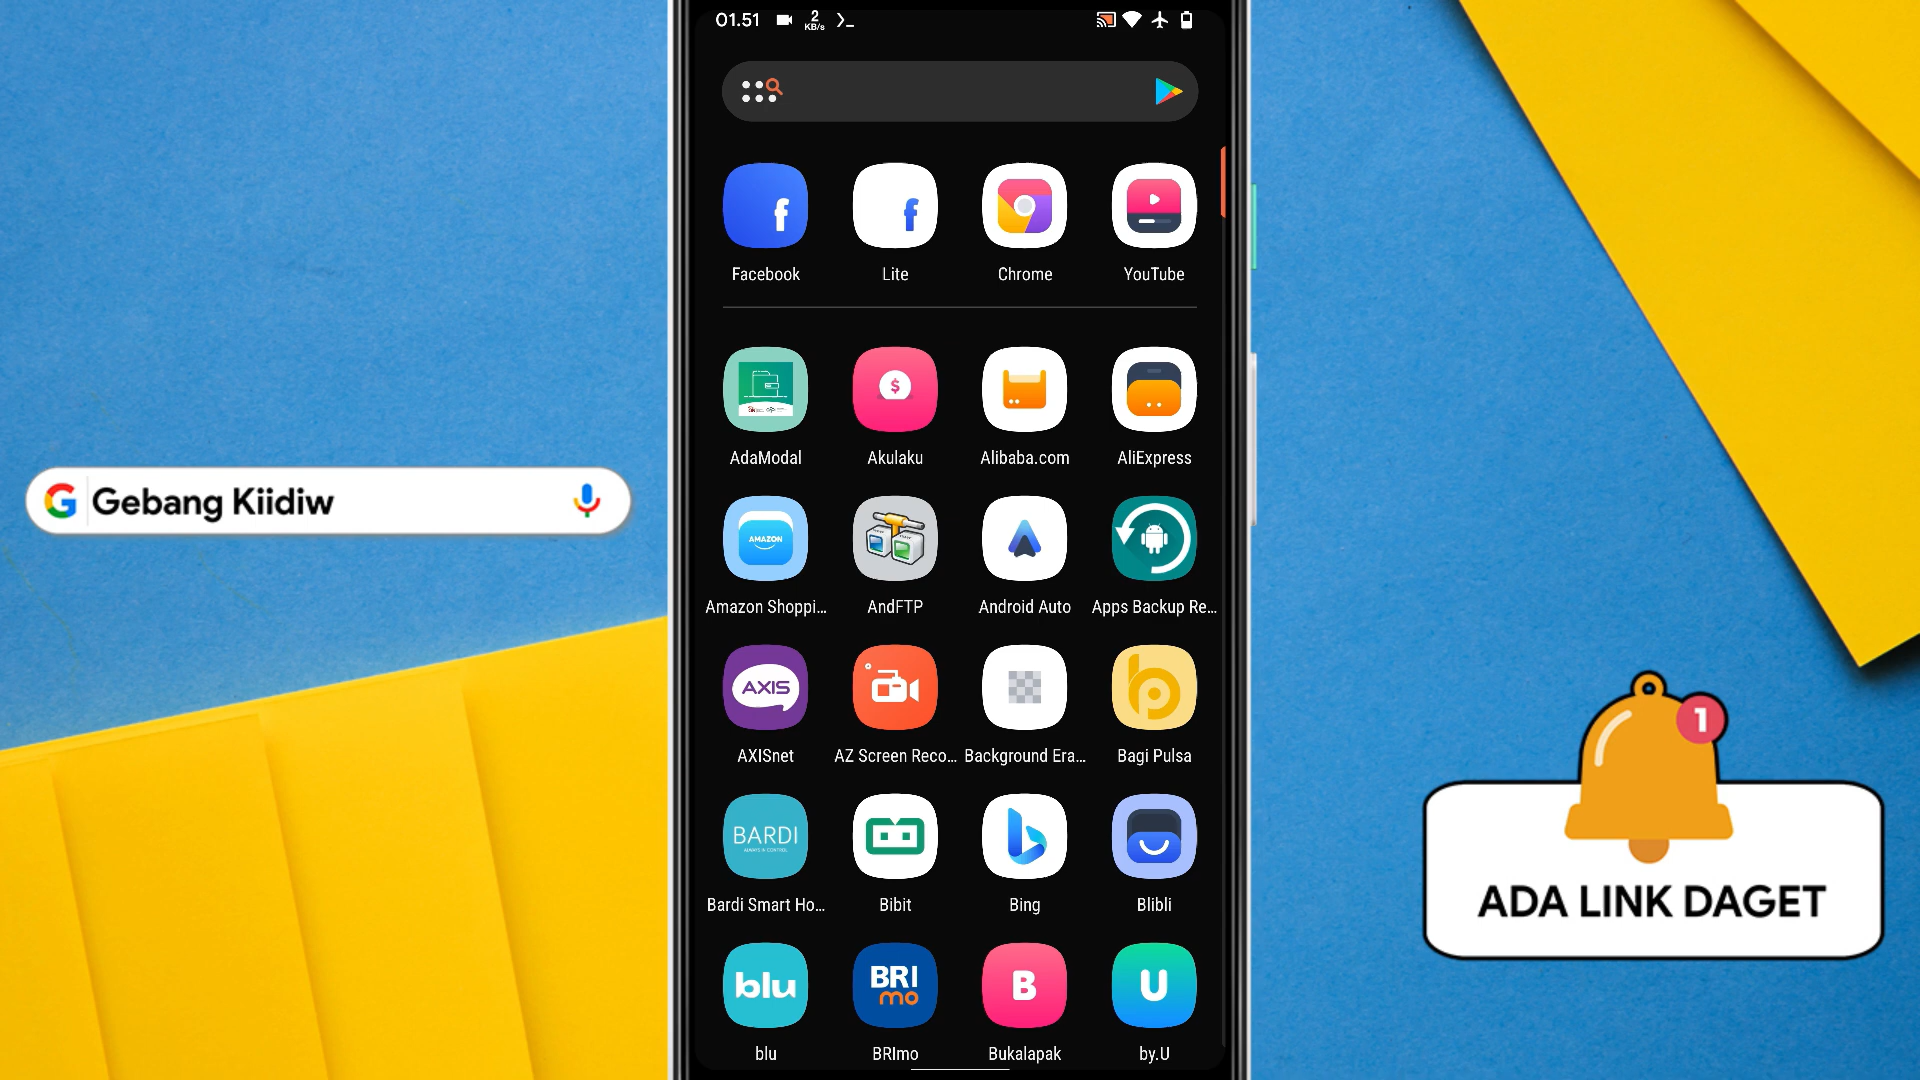 01.51 2 KB/s
Facebook Lite Chrome YouTube
AdaModal Akulaku Alibaba.com AliExpress
G Gebang Kiidiw
AMAZON
Amazon Shoppi... AndFTP Android Auto Apps Backup Re...
AXIS
AXISnet AZ Screen Reco... Background Era... Bagi Pulsa
1
BARDI
Bardi Smart Ho... Bibit Bing Blibli
ADA LINK DAGET
blu BRI mo B U
blu BRImo Bukalapak by.U